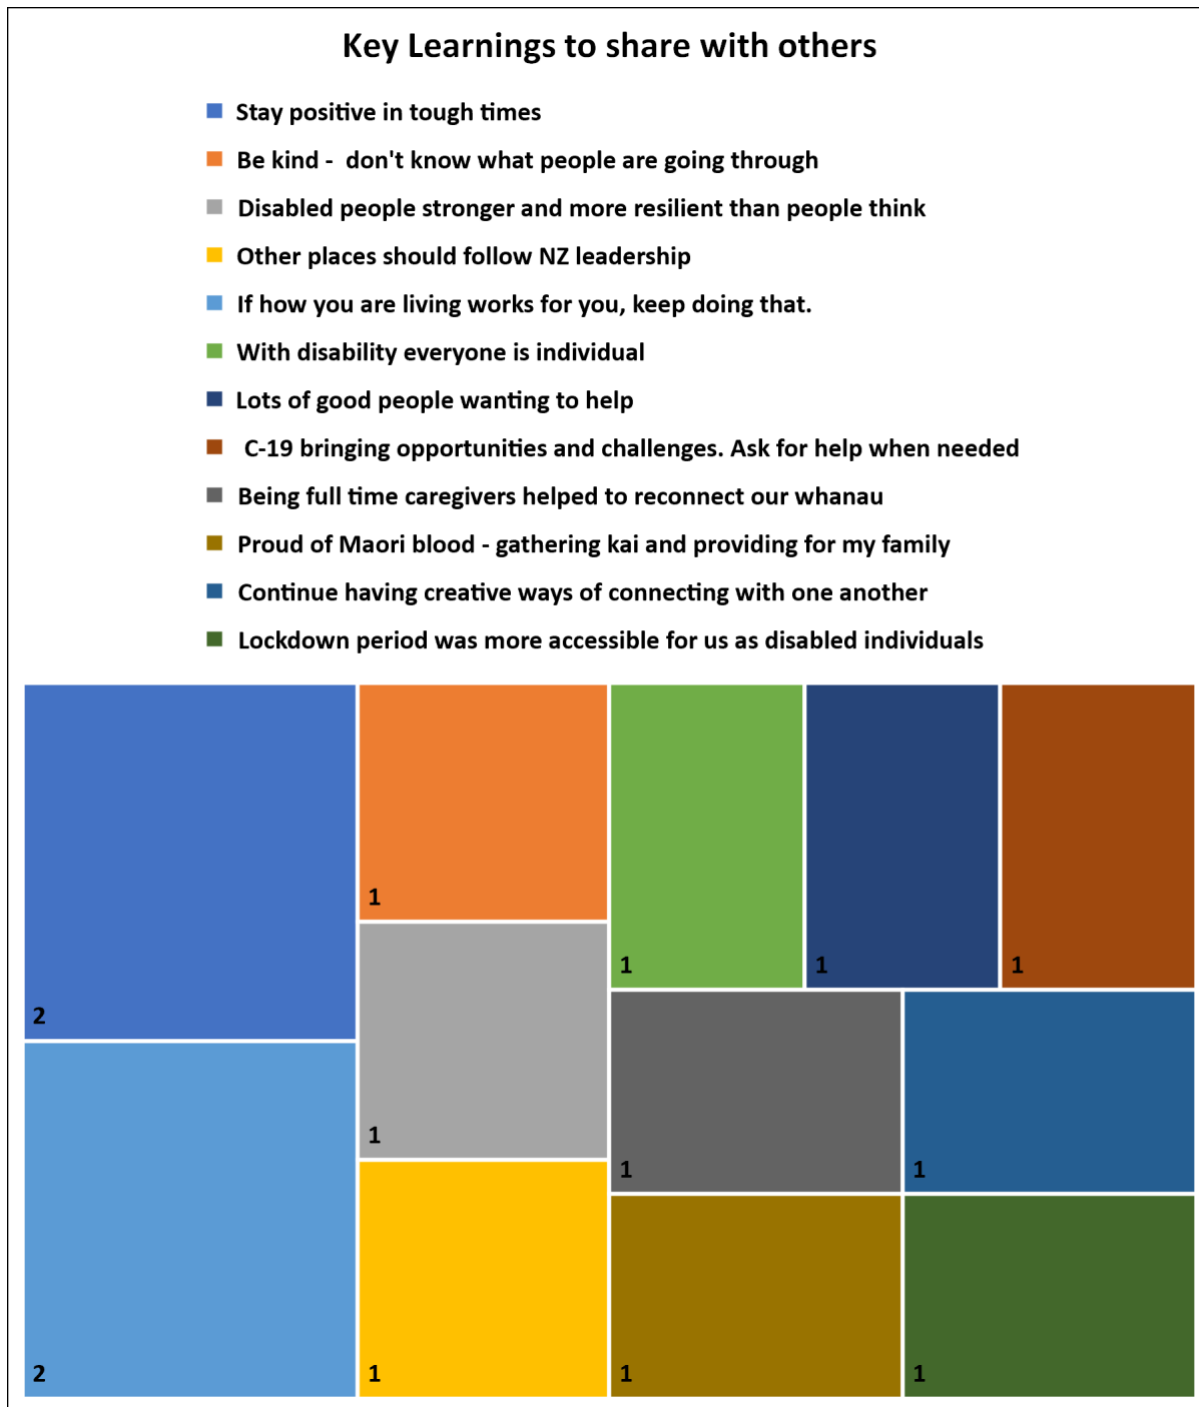 Key Learnings to share with others
Stay positive in tough times
Be kind -  don't know what people are going through
Disabled people stronger and more resilient than people think
Other places should follow NZ leadership
If how you are living works for you, keep doing that.
With disability everyone is individual
Lots of good people wanting to help
C-19 bringing opportunities and challenges. Ask for help when needed
Being full time caregivers helped to reconnect our whanau
Proud of Maori blood - gathering kai and providing for my family
Continue having creative ways of connecting with one another
Lockdown period was more accessible for us as disabled individuals
1
1 1 1
2
1
1 1
2 1 1 1